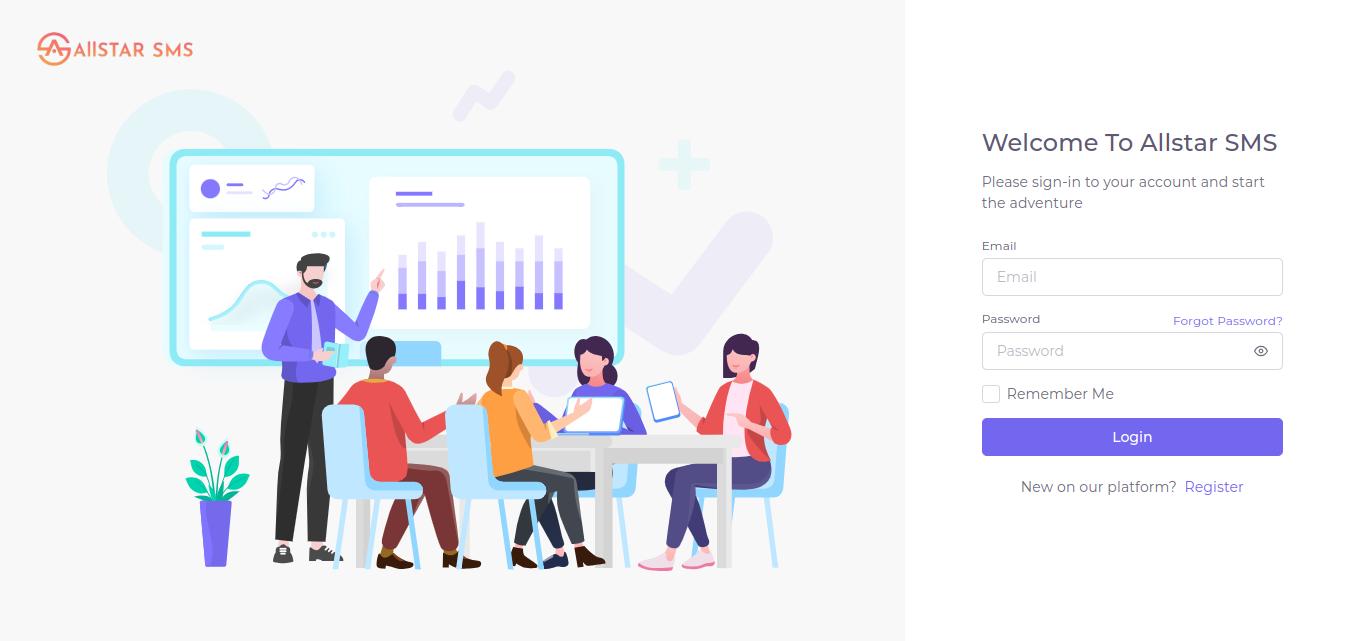 AllSTAR SMS
Welcome To Allstar SMS
Please sign-in to your account and start
the adventure
Email
Email
Password Forgot Password?
Password
Remember Me
Login
New on our platform? Register